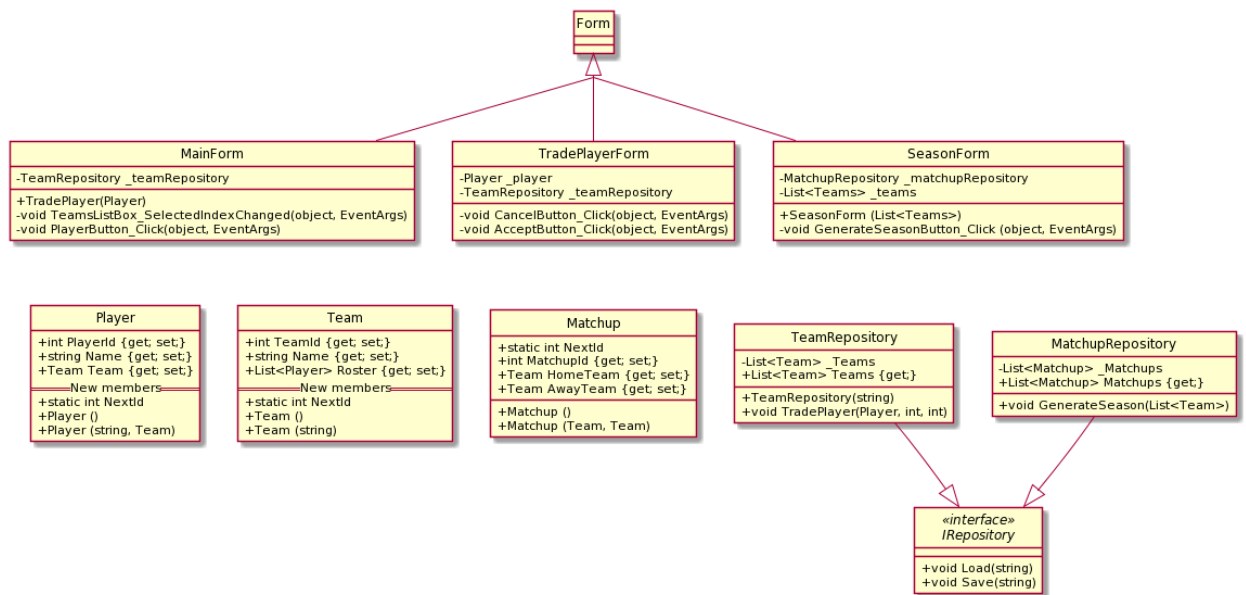 Form
MainForm
-TeamRepository _teamRepository
+TradePlayer(Player)
-void TeamsListBox_SelectedIndexChanged(object, EventArgs)
-void PlayerButton_Click(object, EventArgs)
TradePlayerForm
-Player _player
-TeamRepository _teamRepository
-void CancelButton_Click(object, EventArgs)
-void AcceptButton_Click(object, EventArgs)
SeasonForm
-MatchupRepository _matchupRepository
-List<Teams> _teams
+SeasonForm (List<Teams>)
-void GenerateSeasonButton_Click (object, EventArgs)
Player
+int PlayerId {get; set;}
+string Name {get; set;}
+Team Team {get; set;}
New members
+static int NextId
+Player ()
+Player (string, Team)
Team
+int TeamId {get; set;}
+string Name {get; set;}
+List<Player> Roster {get; set;}
New members
+static int NextId
+Team ()
+Team (string)
Matchup
+static int NextId
+int MatchupId {get; set;}
+Team HomeTeam {get; set;}
+Team AwayTeam {get; set;}
+Matchup ()
+Matchup (Team, Team)
TeamRepository
-List<Team> _Teams
+List<Team> Teams {get;}
+TeamRepository(string)
+void TradePlayer(Player, int, int)
MatchupRepository
-List<Matchup> _Matchups
+List<Matchup> Matchups {get;}
+void GenerateSeason(List<Team>)
«interface»
IRepository
+void Load(string)
+void Save(string)